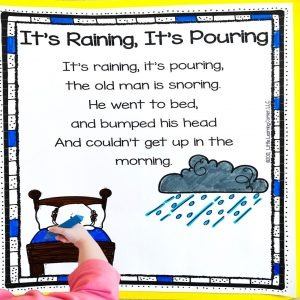 It's Raining, It's Pouring
It's raining, it's pouring,
the old man is snoring.
He went to bed,
and bumped his head
And couldn't get up in the
morning.